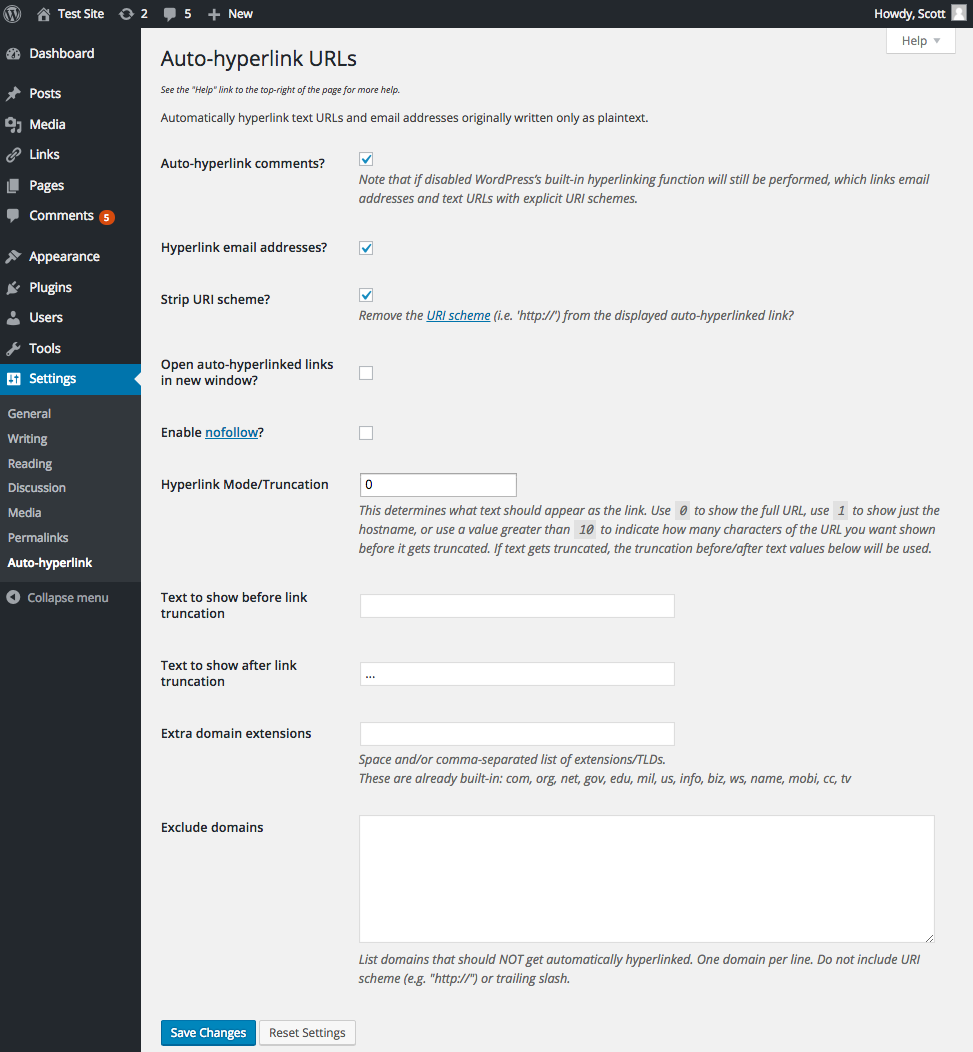 Test Site 2 5 New Howdy, Scott
Help
Dashboard
Posts
Media
Links
Pages
Comments 5
Appearance
Plugins
Users
Tools
Settings
General
Writing
Reading
Discussion
Media
Permalinks
Auto-hyperlink
Collapse menu
Auto-hyperlink URLs
See the "Help" link to the top-right of the page for more help.
Automatically hyperlink text URLs and email addresses originally written only as plaintext.
Auto-hyperlink comments?
Note that if disabled WordPress's built-in hyperlinking function will still be performed, which links email
addresses and text URLs with explicit URI schemes.
Hyperlink email addresses?
Strip URI scheme?
Remove the URI scheme (i.e. 'http://') from the displayed auto-hyperlinked link?
Open auto-hyperlinked links
in new window?
Enable nofollow?
Hyperlink Mode/Truncation
0
This determines what text should appear as the link. Use 0 to show the full URL, use 1 to show just the
hostname, or use a value greater than 10 to indicate how many characters of the URL you want shown
before it gets truncated. If text gets truncated, the truncation before/after text values below will be used.
Text to show before link
truncation
Text to show after link
truncation
...
Extra domain extensions
Space and/or comma-separated list of extensions/TLDs.
These are already built-in: com, org, net, gov, edu, mil, us, info, biz, ws, name, mobi, cc, tv
Exclude domains
List domains that should NOT get automatically hyperlinked. One domain per line. Do not include URI
scheme (e.g. "http://") or trailing slash.
Save Changes Reset Settings